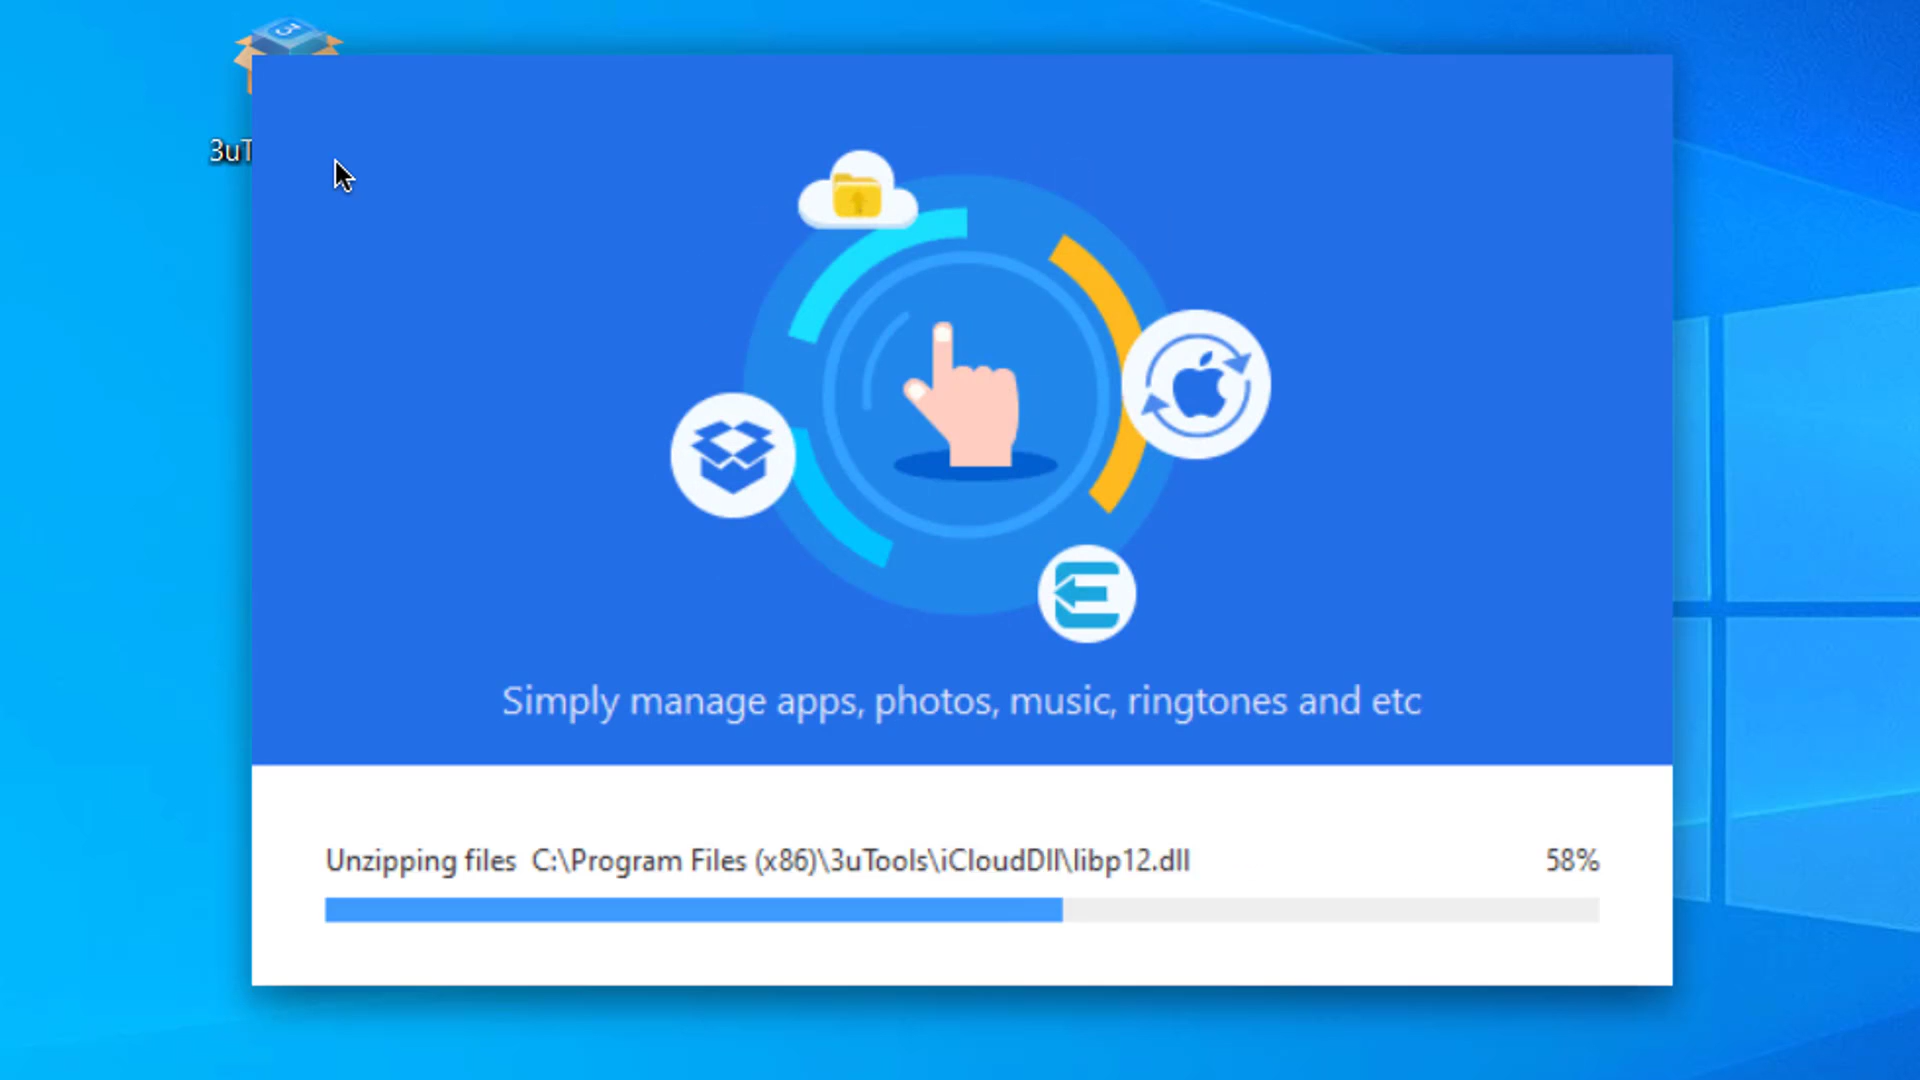 3uT
Simply manage apps, photos, music, ringtones and etc
Unzipping files C:\Program Files (x86)\3uTools\iCloudDll\libp12.dll 58%